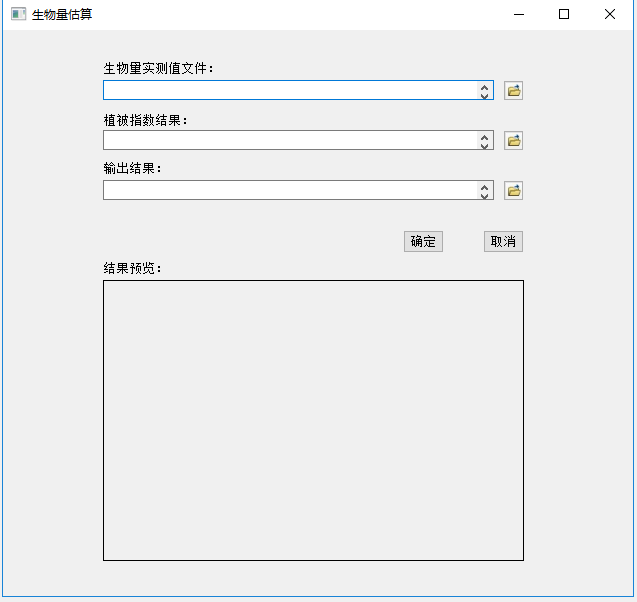 生物量估算
生物量实测值文件：
植被指数结果：
输出结果：
确定 取消
结果预览：